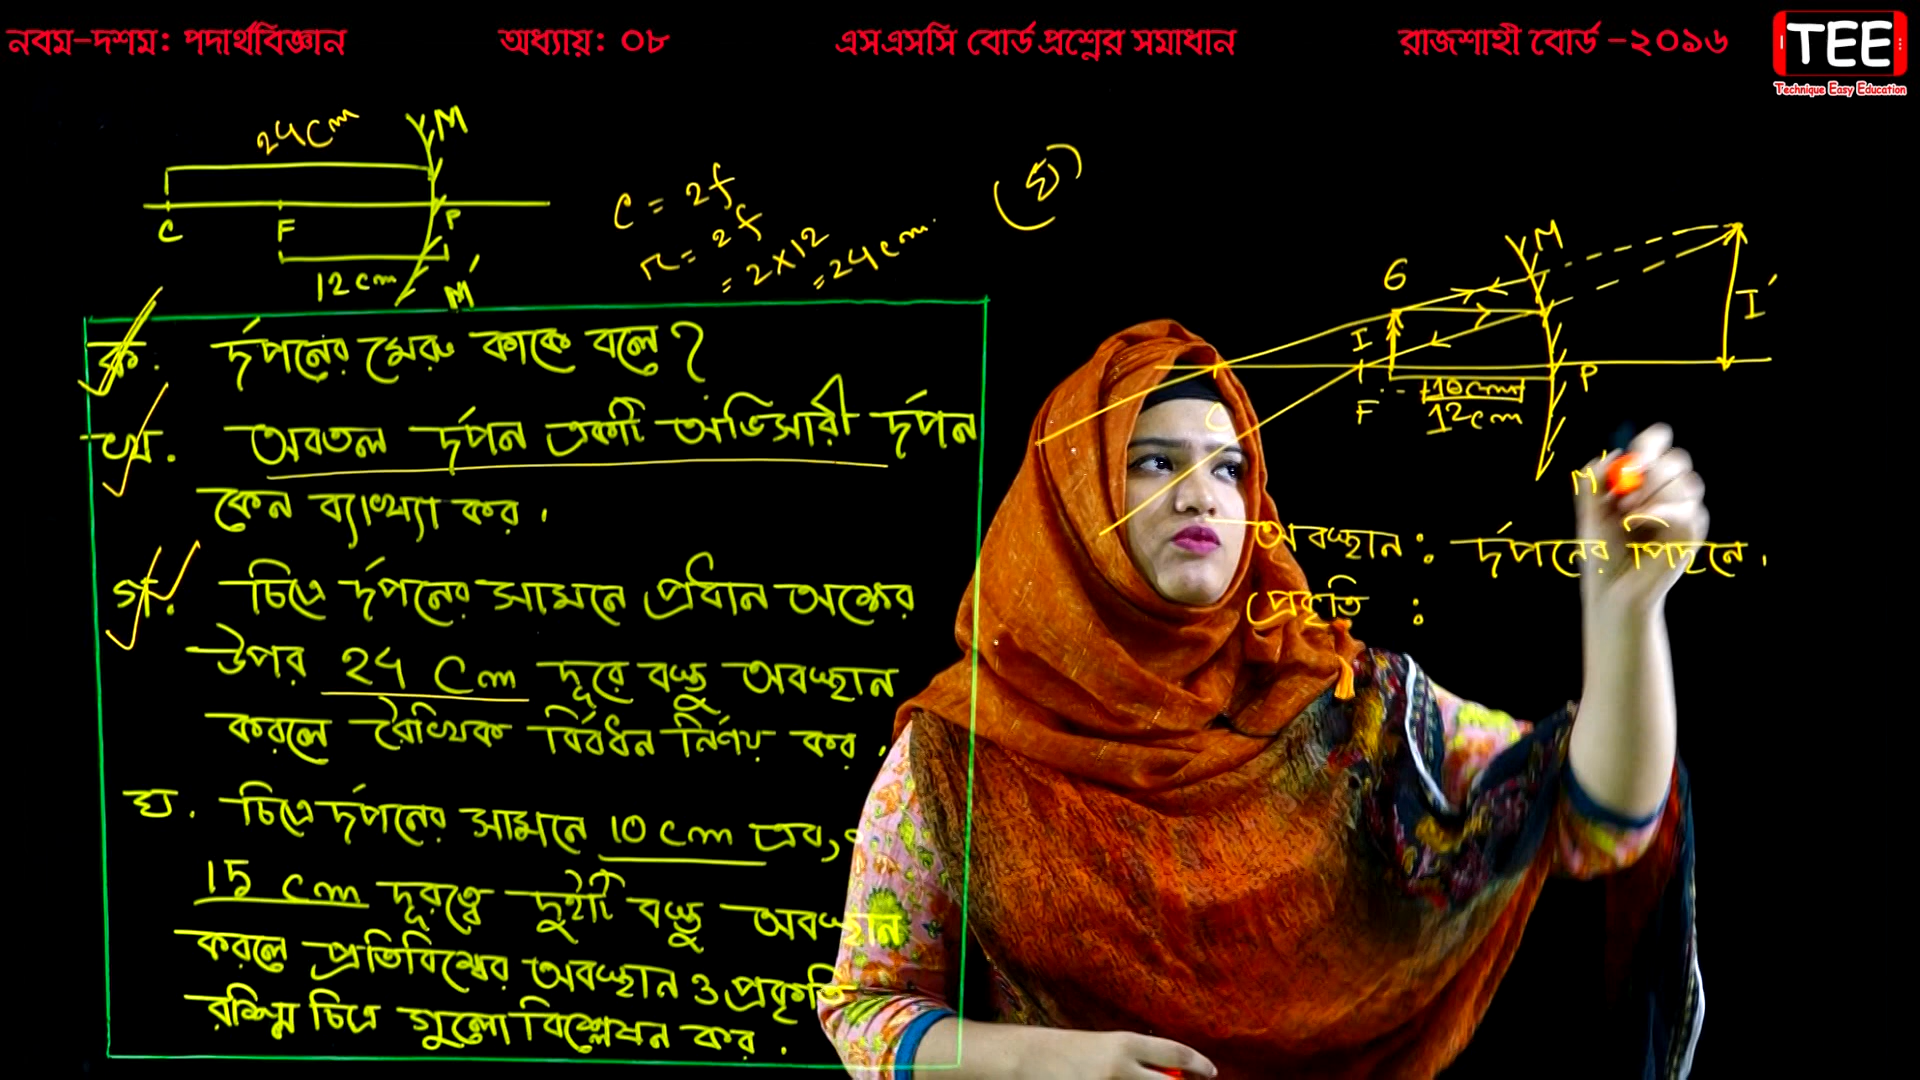 নবম-দশম: পদার্থবিজ্ঞান
অধ্যায়: ০৮
এসএসসি বোর্ড প্রশ্নের সমাধান
রাজশাহী বোর্ড -২০১৬
TEE
Technique Easy Education
24cm
M
C F P
12cm
M'
C = 2f
r = 2f
= 2×12
= 24cm.
(ঘ)
ক. দর্পনের মেরু কাকে বলে?
খ. অবতল দর্পন একটি অভিসারী দর্পন
কেন ব্যাখ্যা কর।
গ. চিত্রে দর্পনের সামনে প্রধান অক্ষের
উপর 24 cm দূরে বস্তু অবস্থান
করলে রৈখিক বিবর্ধন নির্ণয় কর।
ঘ. চিত্রে দর্পনের সামনে 10 cm এবং
15 cm দূরত্বে দুইটি বস্তু অবস্থান
করলে প্রতিবিম্বের অবস্থান ও প্রকৃতি
রশ্মি চিত্র গুলো বিশ্লেষন কর।
M
6
I
I'
F
P
10cm
12cm
C
M'
অবস্থান: দর্পনের পিছনে।
প্রকৃতি :